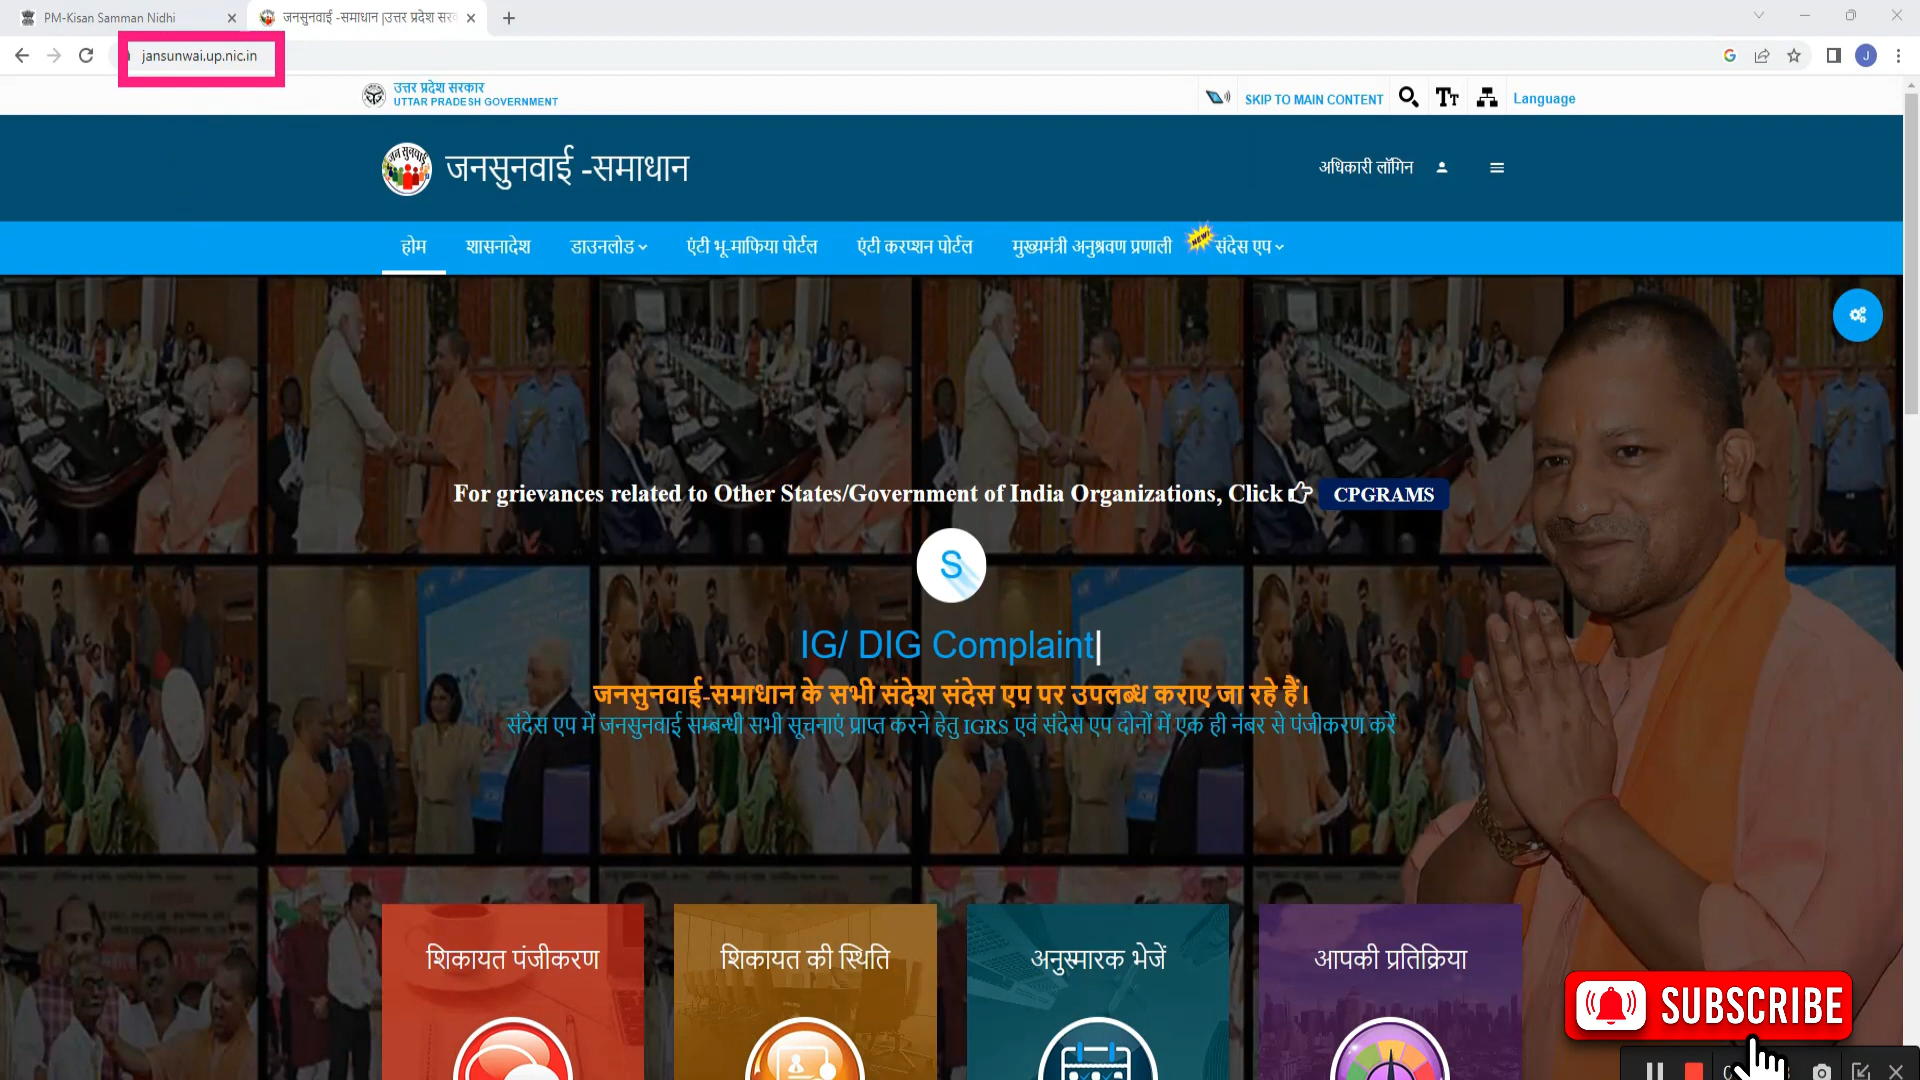 PM-Kisan Samman Nidhi
जनसुनवाई -समाधान |उत्तर प्रदेश सर
jansunwai.up.nic.in
J
उत्तर प्रदेश सरकार
UTTAR PRADESH GOVERNMENT
SKIP TO MAIN CONTENT
TT
Language
जन सुनवाई
जनसुनवाई -समाधान
अधिकारी लॉगिन
होम
शासनादेश
डाउनलोड
एंटी भू-माफिया पोर्टल
एंटी करप्शन पोर्टल
मुख्यमंत्री अनुश्रवण प्रणाली
NEW!
संदेस एप
For grievances related to Other States/Government of India Organizations, Click CPGRAMS
S
IG/ DIG Complaint|
जनसुनवाई-समाधान के सभी संदेश संदेस एप पर उपलब्ध कराए जा रहे हैं।
संदेस एप में जनसुनवाई सम्बन्धी सभी सूचनाएं प्राप्त करने हेतु IGRS एवं संदेस एप दोनों में एक ही नंबर से पंजीकरण करें
शिकायत पंजीकरण
शिकायत की स्थिति
अनुस्मारक भेजें
आपकी प्रतिक्रिया
SUBSCRIBE